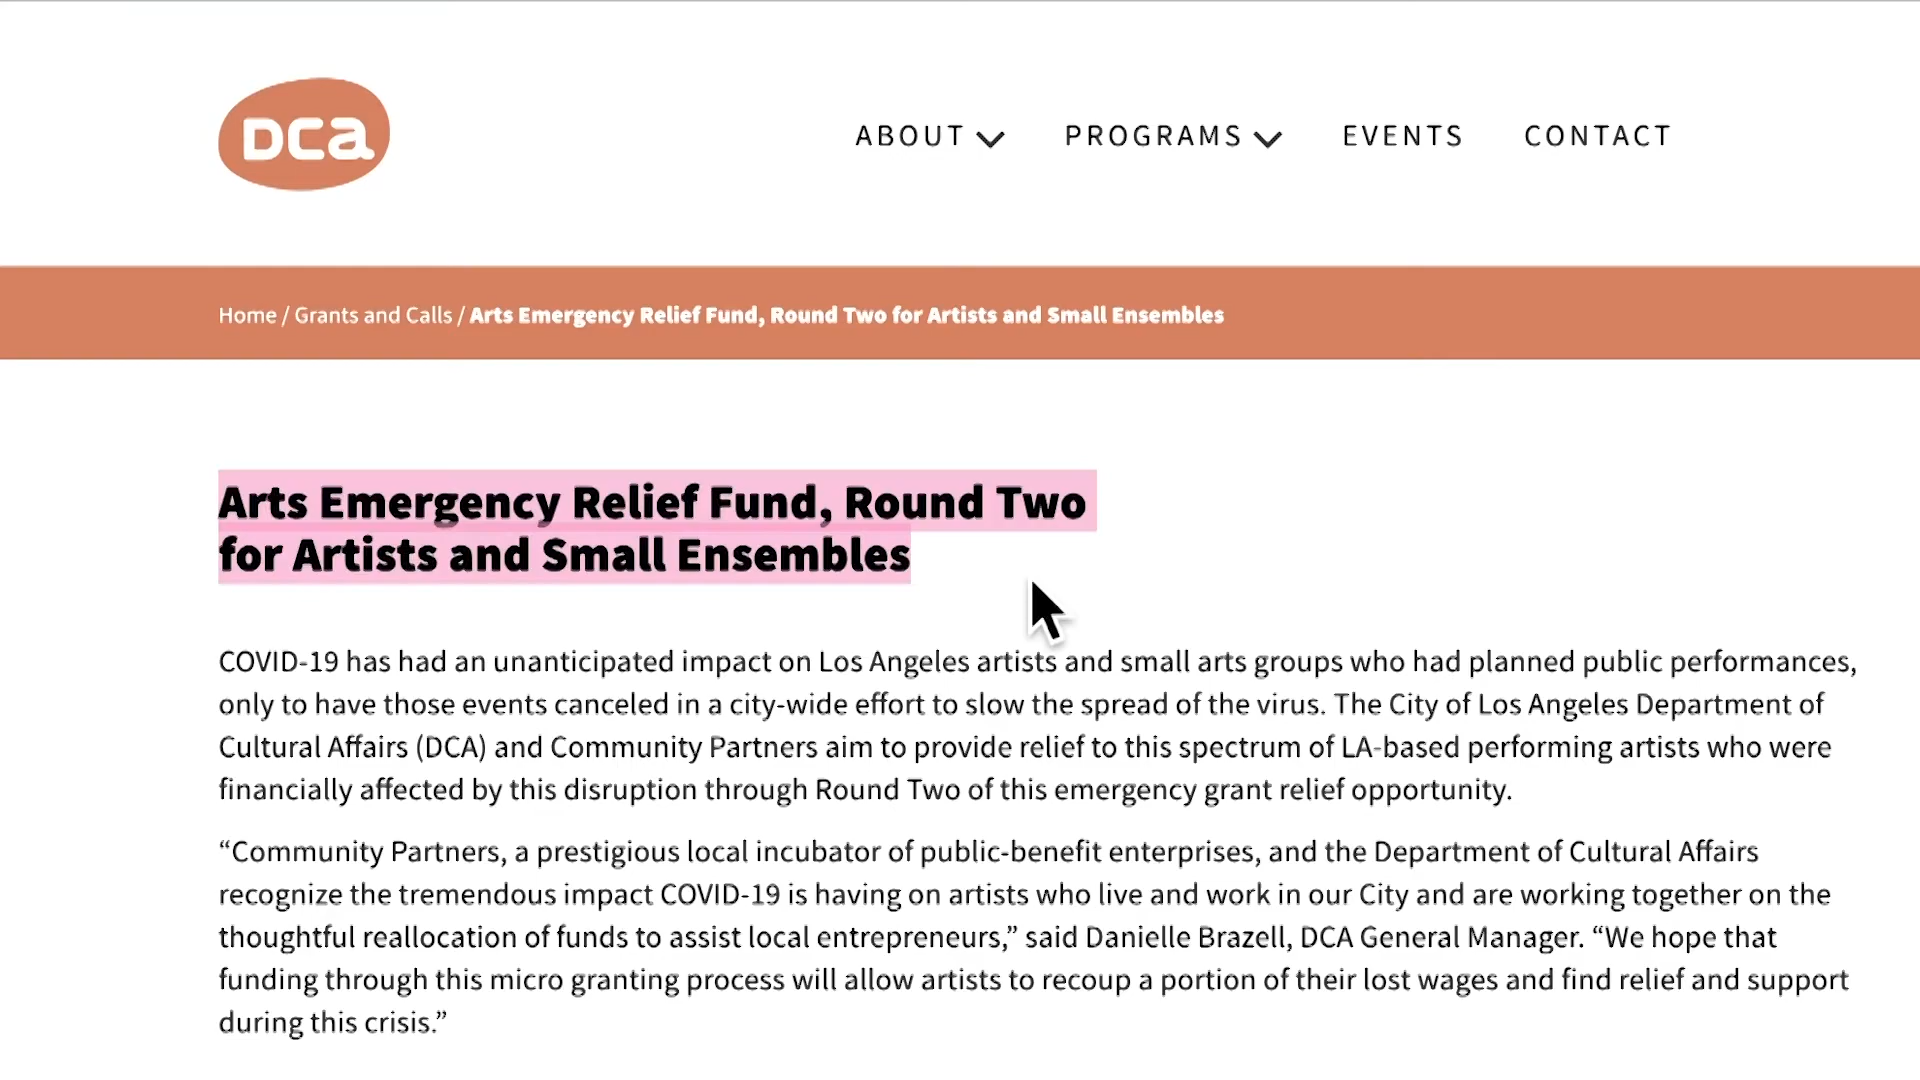 DCa
ABOUT PROGRAMS EVENTS CONTACT
Home / Grants and Calls / Arts Emergency Relief Fund, Round Two for Artists and Small Ensembles
Arts Emergency Relief Fund, Round Two
for Artists and Small Ensembles
COVID-19 has had an unanticipated impact on Los Angeles artists and small arts groups who had planned public performances,
only to have those events canceled in a city-wide effort to slow the spread of the virus. The City of Los Angeles Department of
Cultural Affairs (DCA) and Community Partners aim to provide relief to this spectrum of LA-based performing artists who were
financially affected by this disruption through Round Two of this emergency grant relief opportunity.
“Community Partners, a prestigious local incubator of public-benefit enterprises, and the Department of Cultural Affairs
recognize the tremendous impact COVID-19 is having on artists who live and work in our City and are working together on the
thoughtful reallocation of funds to assist local entrepreneurs,” said Danielle Brazell, DCA General Manager. “We hope that
funding through this micro granting process will allow artists to recoup a portion of their lost wages and find relief and support
during this crisis.”